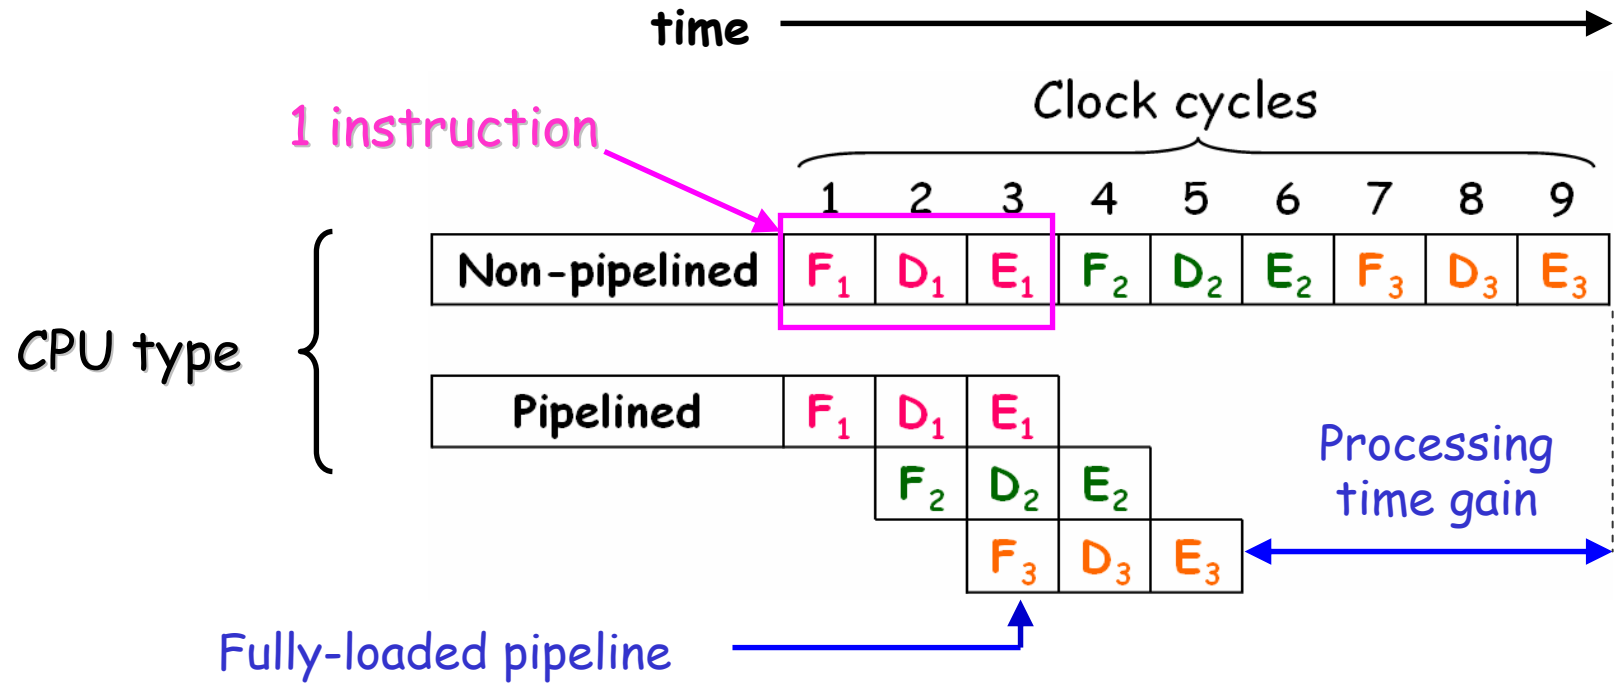 time
Clock cycles
1 instruction
1 2 3 4 5 6 7 8 9
Non-pipelined F1 D1 E1 F2 D2 E2 F3 D3 E3
CPU type
Pipelined F1 D1 E1
F2 D2 E2
F3 D3 E3
Processing
time gain
Fully-loaded pipeline